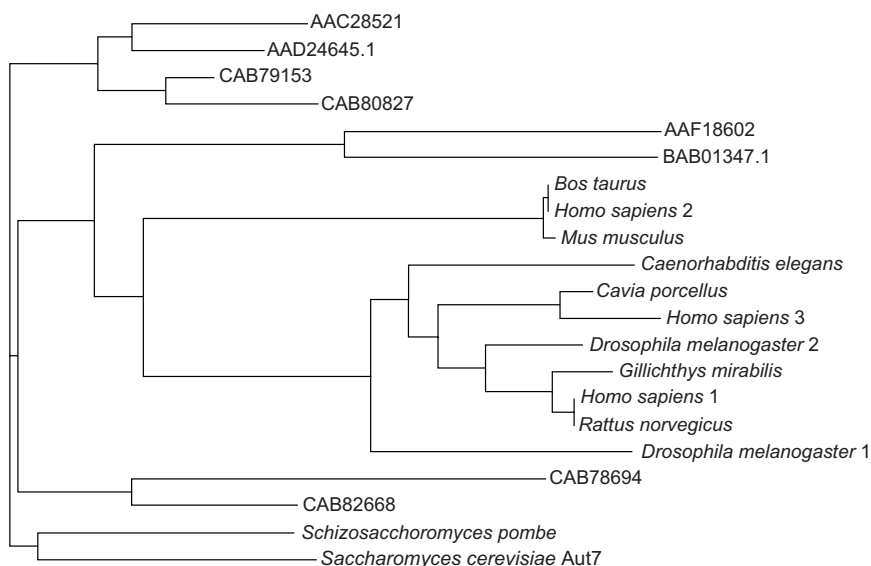 AAC28521
AAD24645.1
CAB79153
CAB80827
AAF18602
BAB01347.1
Bos taurus
Homo sapiens 2
Mus musculus
Caenorhabditis elegans
Cavia porcellus
Homo sapiens 3
Drosophila melanogaster 2
Gillichthys mirabilis
Homo sapiens 1
Rattus norvegicus
Drosophila melanogaster 1
CAB78694
CAB82668
Schizosacchoromyces pombe
Saccharomyces cerevisiae Aut7